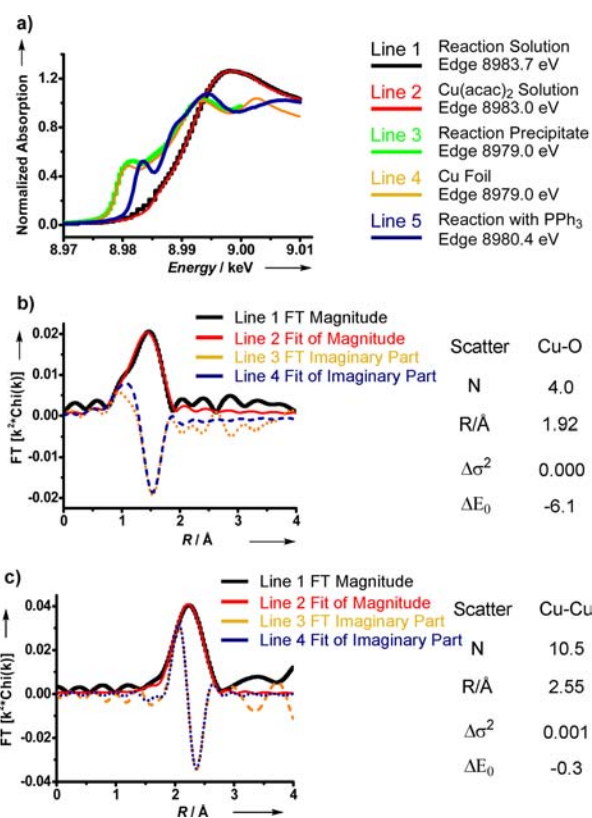 a)
Normalized Absorption
1.2
0.8
0.4
0.0
8.97 8.98 8.99 9.00 9.01
Energy / keV
Line 1 Reaction Solution
Edge 8983.7 eV
Line 2 Cu(acac)₂ Solution
Edge 8983.0 eV
Line 3 Reaction Precipitate
Edge 8979.0 eV
Line 4 Cu Foil
Edge 8979.0 eV
Line 5 Reaction with PPh₃
Edge 8980.4 eV
b)
FT [k²*Chi(k)]
0.02
0.01
0.00
-0.01
-0.02
0 1 2 3 4
R / Å
Line 1 FT Magnitude
Line 2 Fit of Magnitude
Line 3 FT Imaginary Part
Line 4 Fit of Imaginary Part
Scatter Cu-O
N 4.0
R/Å 1.92
Δσ² 0.000
ΔE₀ -6.1
c)
0.04
0.00
-0.04
0 1 2 3 4
R / Å
Line 1 FT Magnitude
Line 2 Fit of Magnitude
Line 3 FT Imaginary Part
Line 4 Fit of Imaginary Part
Scatter Cu-Cu
N 10.5
R/Å 2.55
Δσ² 0.001
ΔE₀ -0.3